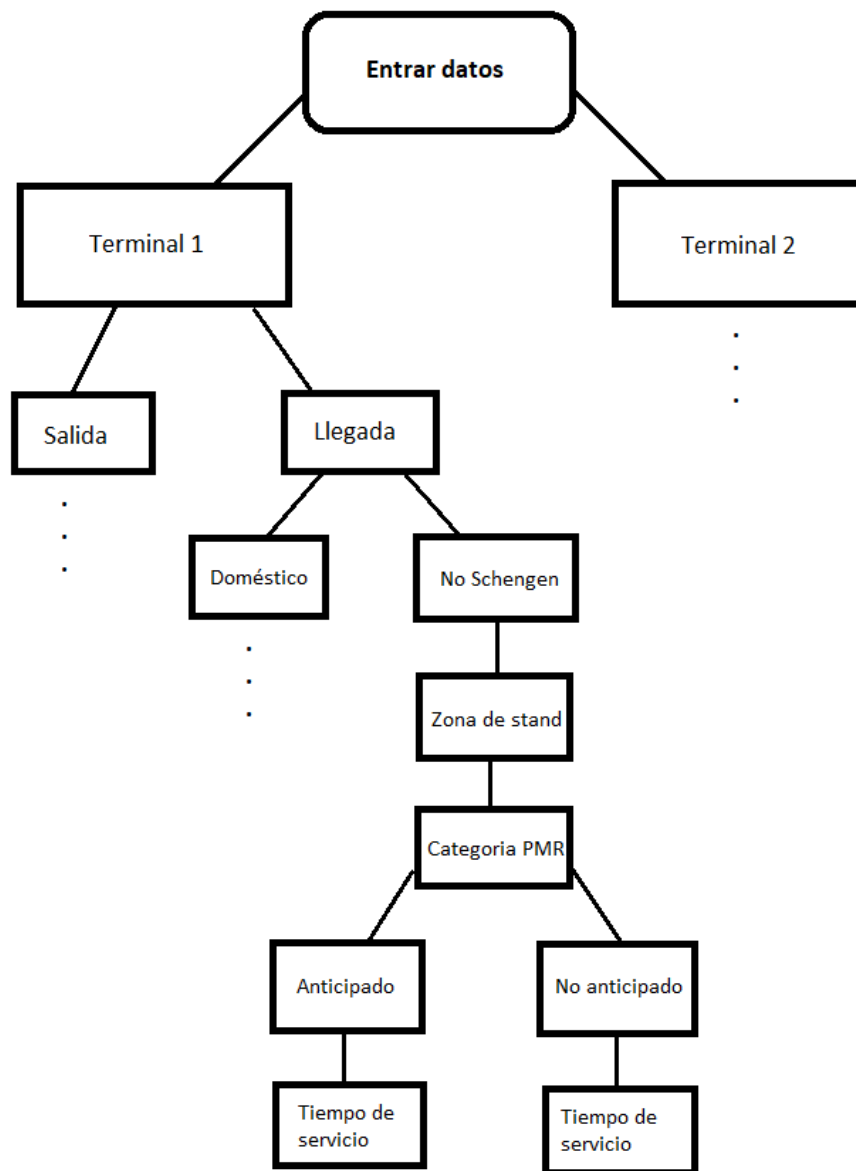 Entrar datos
Terminal 1
Terminal 2
Salida
Llegada
Doméstico
No Schengen
Zona de stand
Categoria PMR
Anticipado
No anticipado
Tiempo de
servicio
Tiempo de
servicio